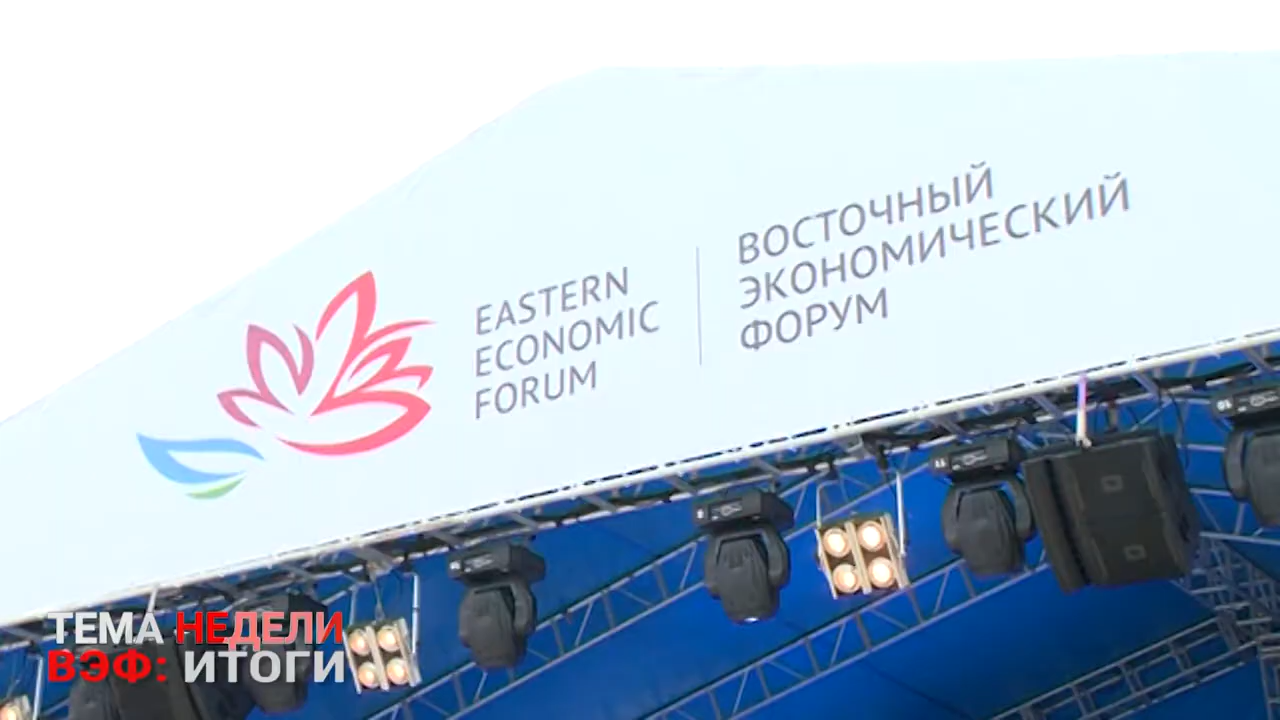 EASTERN
ECONOMIC
FORUM
ВОСТОЧНЫЙ
ЭКОНОМИЧЕСКИЙ
ФОРУМ
ТЕМА НЕДЕЛИ
ВЭФ: ИТОГИ